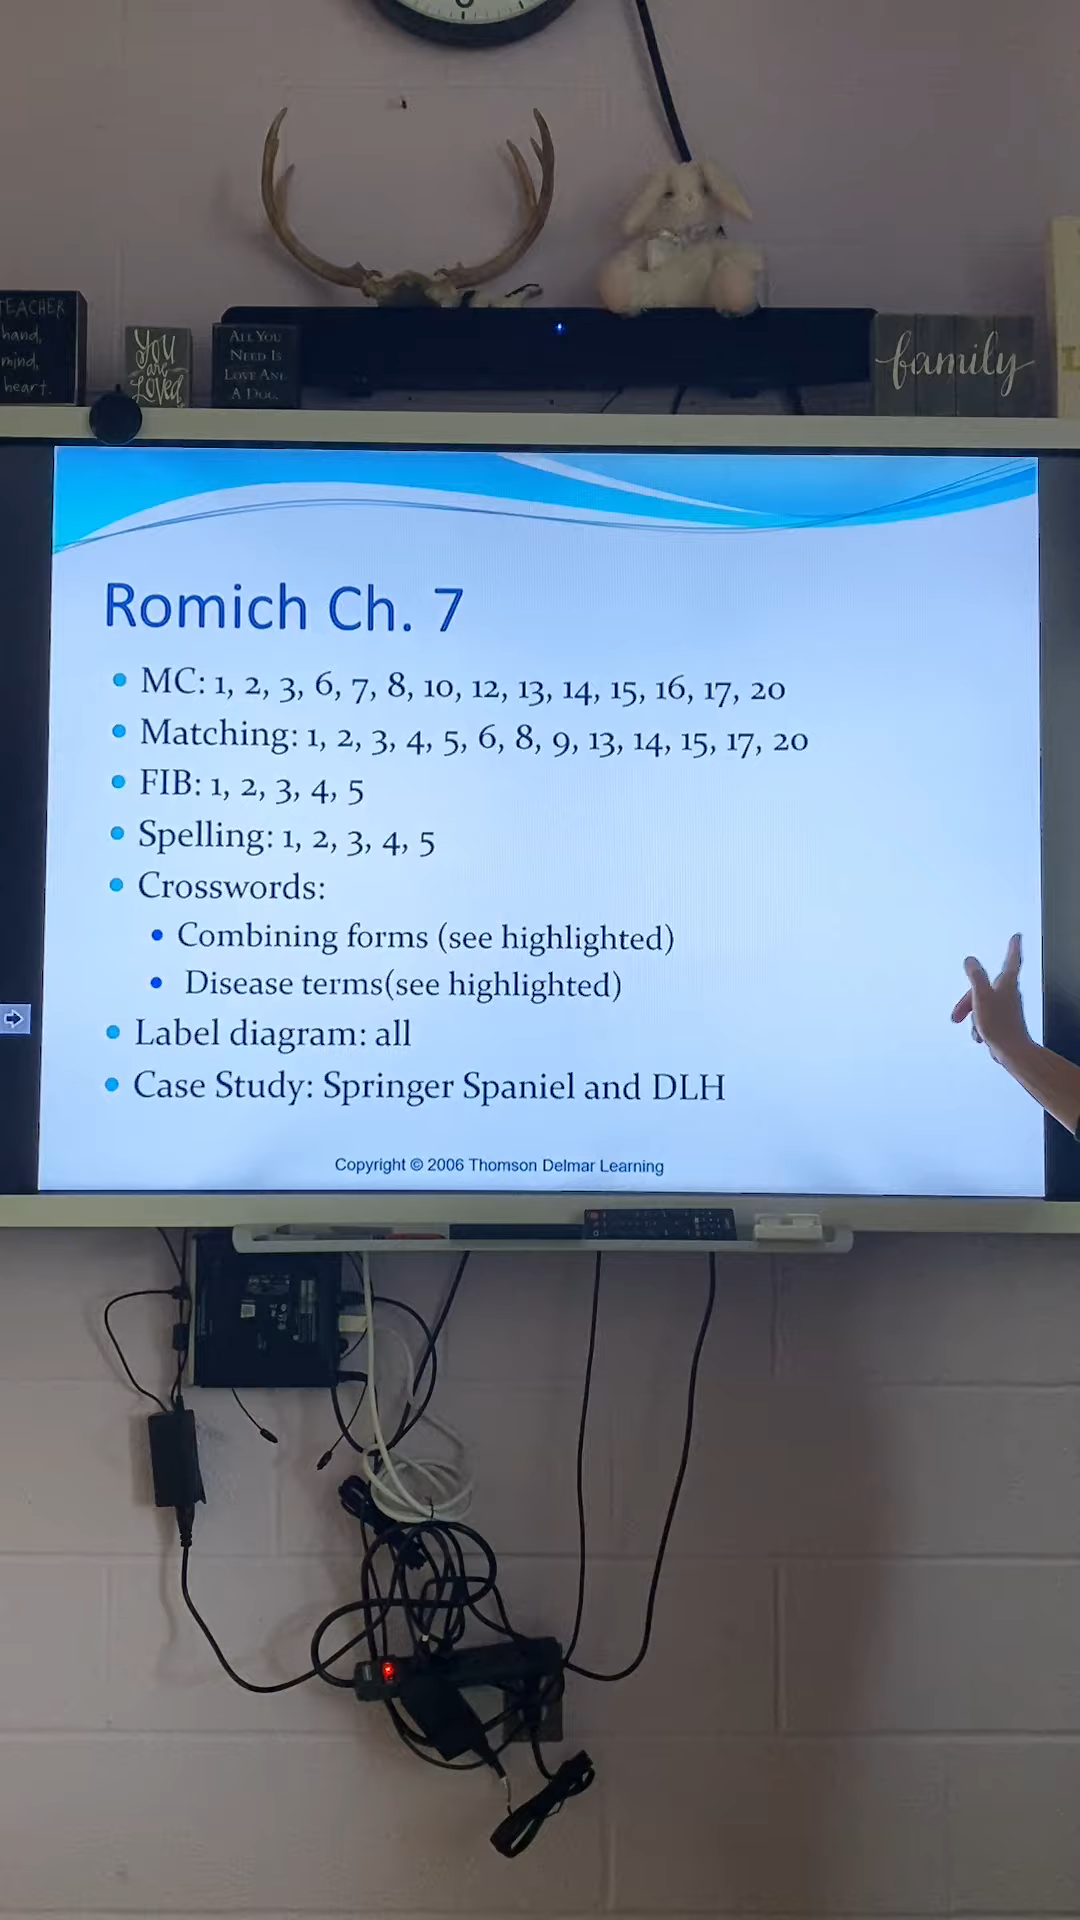 TEACHER
hand,
mind,
heart.
You
are
Loved
ALL YOU
NEED IS
LOVE AND
A DOG.
family
Romich Ch. 7
MC: 1, 2, 3, 6, 7, 8, 10, 12, 13, 14, 15, 16, 17, 20
Matching: 1, 2, 3, 4, 5, 6, 8, 9, 13, 14, 15, 17, 20
FIB: 1, 2, 3, 4, 5
Spelling: 1, 2, 3, 4, 5
Crosswords:
Combining forms (see highlighted)
Disease terms(see highlighted)
Label diagram: all
Case Study: Springer Spaniel and DLH
Copyright © 2006 Thomson Delmar Learning